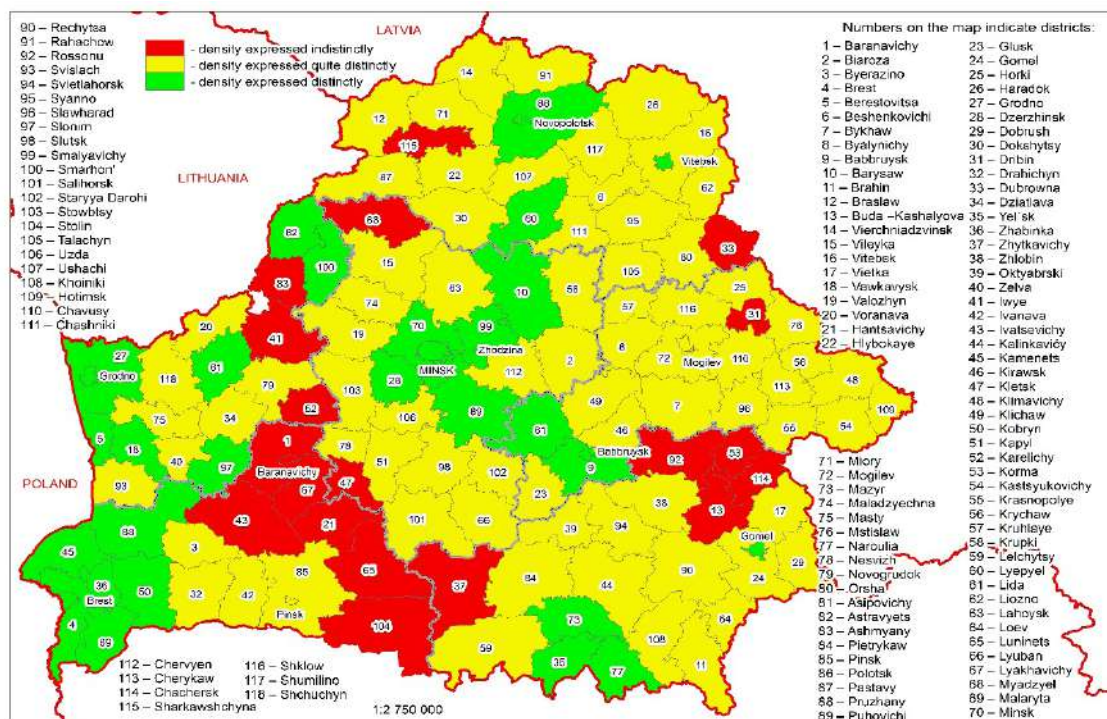 90 – Rechytsa
91 – Rahachow
92 – Rossonu
93 – Svislach
94 – Svietlahorsk
95 – Syanno
96 – Slawharad
97 – Slonim
98 – Slutsk
99 – Smalyavichy
100 – Smarhon'
101 – Salihorsk
102 – Staryya Darohi
103 – Stowbtsy
104 – Stolin
105 – Talachyn
106 – Uzda
107 – Ushachi
108 – Khoiniki
109 – Hotimsk
110 – Chavusy
111 – Chashniki
LATVIA
- density expressed indistinctly
- density expressed quite distinctly
- density expressed distinctly
LITHUANIA
POLAND
Numbers on the map indicate districts:
1 – Baranavichy
2 – Biaroza
3 – Byerazino
4 – Brest
5 – Berestovitsa
6 – Beshenkovichi
7 – Bykhaw
8 – Byalynichy
9 – Babbruysk
10 – Barysaw
11 – Brahin
12 – Braslaw
13 – Buda –Kashalyova
14 – Vierchniadzvinsk
15 – Vileyka
16 – Vitebsk
17 – Vietka
18 – Vawkavysk
19 – Valozhyn
20 – Voranava
21 – Hantsavichy
22 – Hlybokaye
23 – Glusk
24 – Gomel
25 – Horki
26 – Haradok
27 – Grodno
28 – Dzerzhinsk
29 – Dobrush
30 – Dokshytsy
31 – Dribin
32 – Drahichyn
33 – Dubrowna
34 – Dziatlava
35 – Yel`sk
36 – Zhabinka
37 – Zhytkavichy
38 – Zhlobin
39 – Oktyabrski
40 – Zelva
41 – Iwye
42 – Ivanava
43 – Ivatsevichy
44 – Kalinkavičy
45 – Kamenets
46 – Kirawsk
47 – Kletsk
48 – Klimavichy
49 – Klichaw
50 – Kobryn
51 – Kapyl
52 – Karelichy
53 – Korma
54 – Kastsyukovichy
55 – Krasnopolye
56 – Krychaw
57 – Kruhlaye
58 – Krupki
59 – Lelchytsy
60 – Lyepyel
61 – Lida
62 – Liozno
63 – Lahoysk
64 – Loev
65 – Luninets
66 – Lyuban
67 – Lyakhavichy
68 – Myadzyel
69 – Malaryta
70 – Minsk
71 – Miory
72 – Mogilev
73 – Mazyr
74 – Maladzyechna
75 – Masty
76 – Mstislaw
77 – Naroulia
78 – Nesvizh
79 – Novogrudok
80 – Orsha
81 – Asipovichy
82 – Astravyets
83 – Ashmyany
84 – Pietrykaw
85 – Pinsk
86 – Polotsk
87 – Pastavy
88 – Pruzhany
89 – Puhovichi
112 – Chervyen
113 – Cherykaw
114 – Chachersk
115 – Sharkawshchyna
116 – Shklow
117 – Shumilino
118 – Shchuchyn
1:2 750 000
Novopolotsk
Vitebsk
Zhodzina
MINSK
Mogilev
Grodno
Baranavichy
Babbruysk
Gomel
Brest
Pinsk